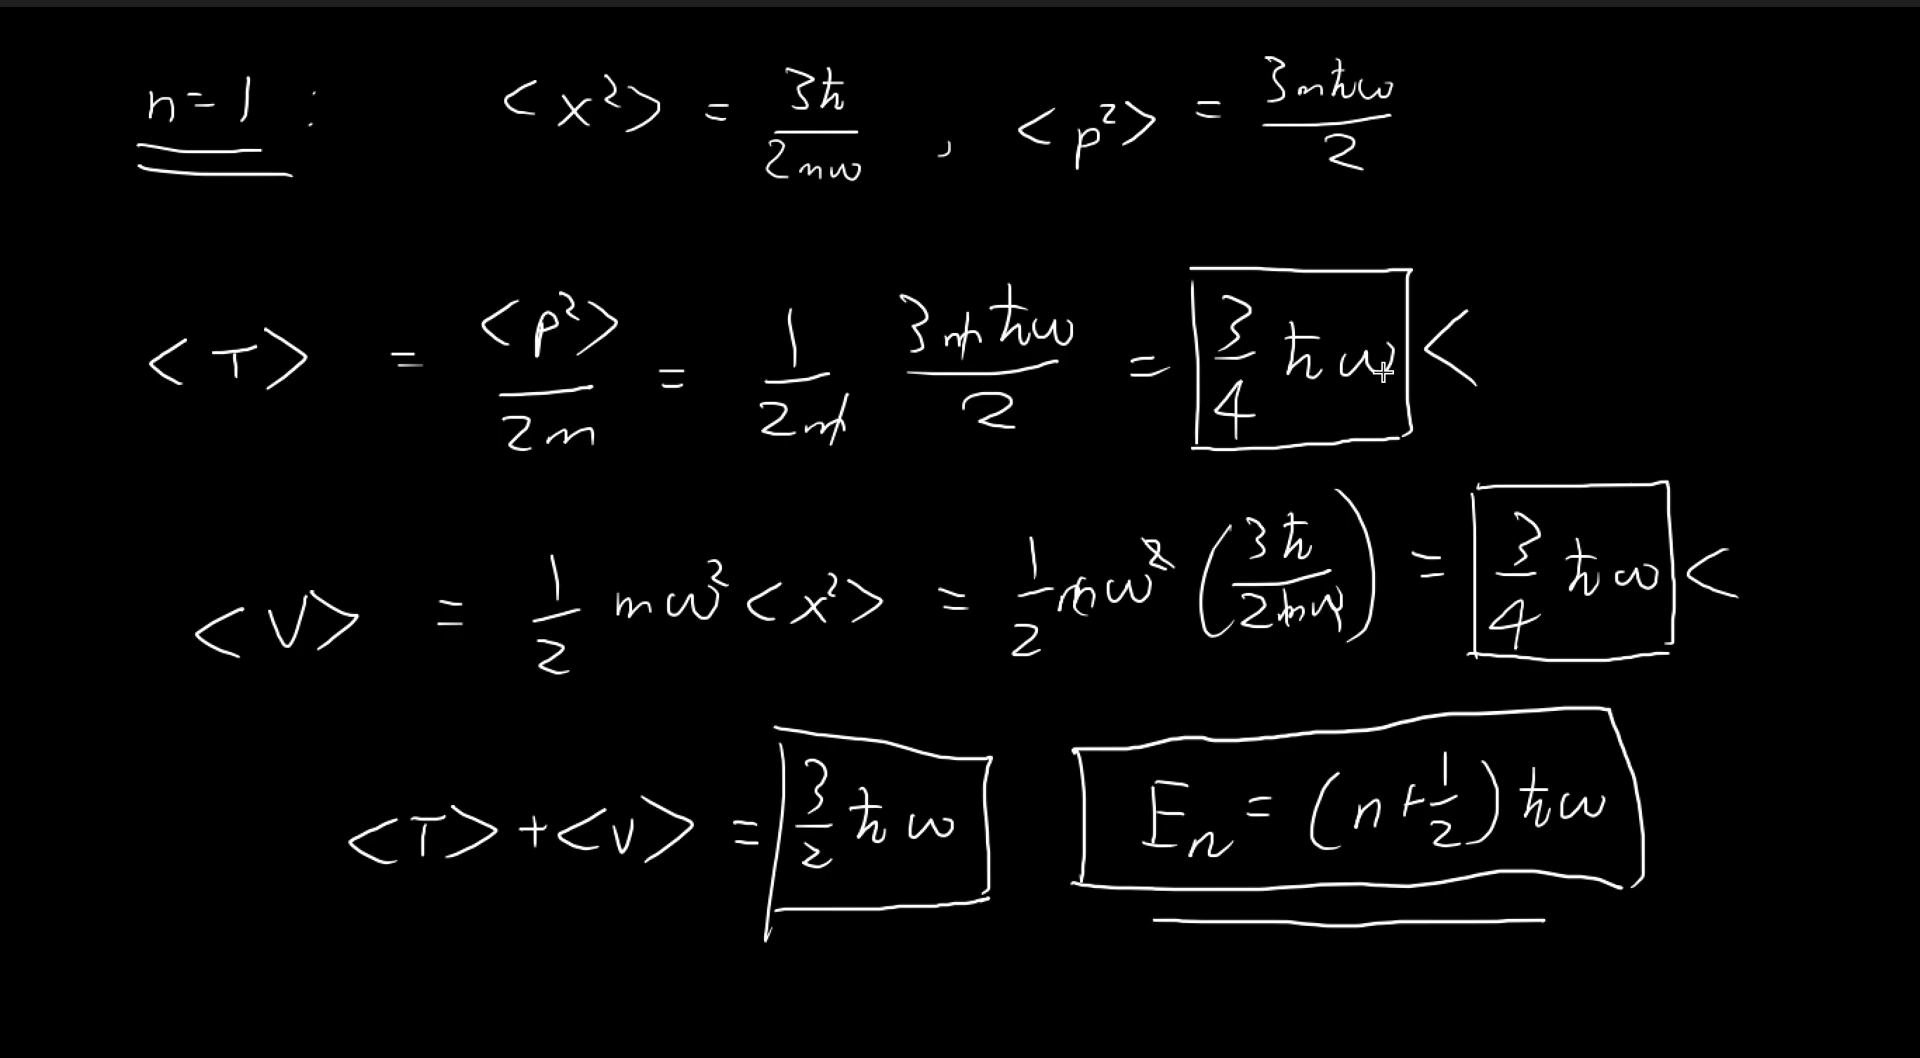 n=1 : <x²> = 3ħ/2mω , <p²> = 3mħω/2
<T> = <p²>/2m = 1/2m 3mħω/2 = 3/4 ħω <
<V> = 1/2 mω² <x²> = 1/2 mω² (3ħ/2mω) = 3/4 ħω <
<T>+<V> = 3/2 ħω Eₙ = (n+1/2)ħω